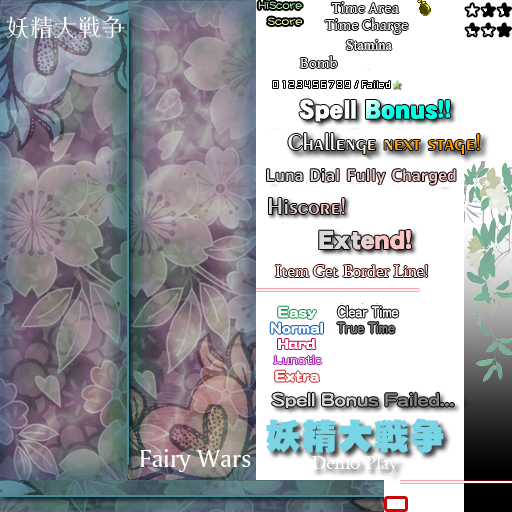 妖精大戦争
HiScore
Score
Time Area
Time Charge
Stamina
Bomb
0123456789/Failed
Spell Bonus!!
Challenge next stage!
Luna Dial Fully Charged
Hiscore!
Extend!
Item Get Border Line!
Easy
Normal
Hard
Lunatic
Extra
Clear Time
True Time
Spell Bonus Failed...
妖精大戦争
Demo Play
Fairy Wars